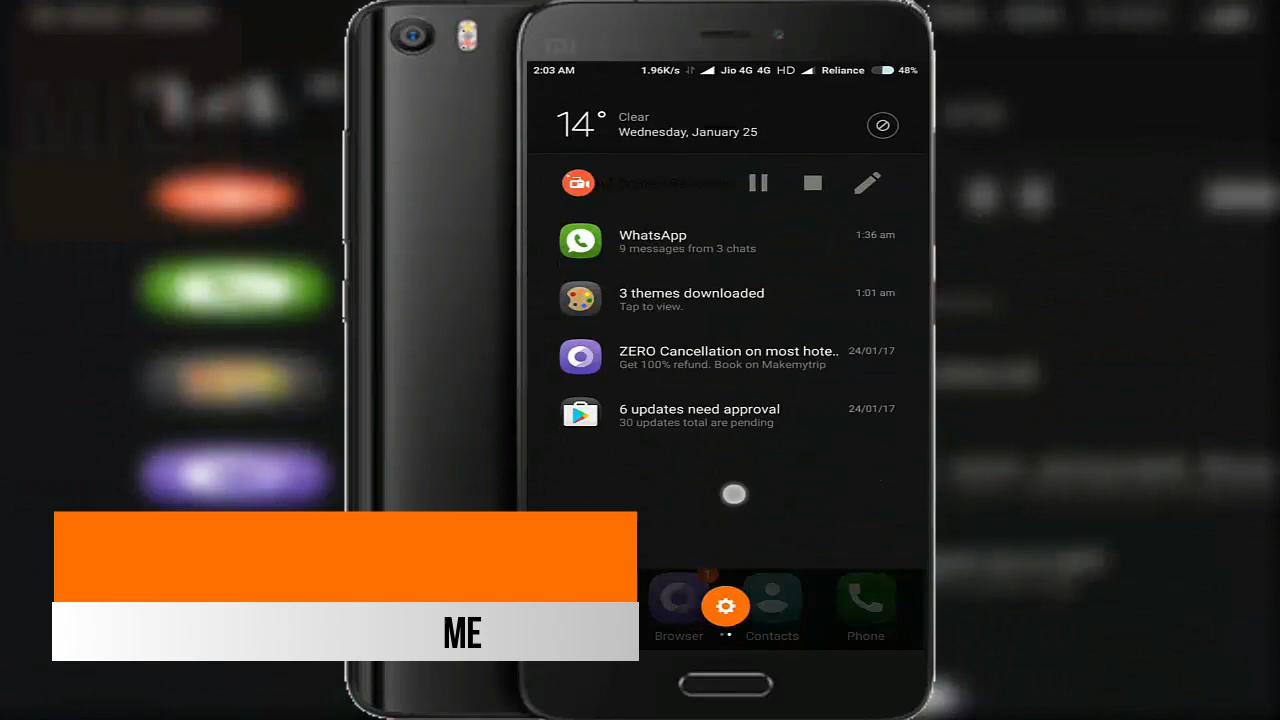 2:03 AM 1.96K/s Jio 4G 4G HD Reliance 48%
14° Clear
Wednesday, January 25
WhatsApp 1:36 am
9 messages from 3 chats
3 themes downloaded 1:01 am
Tap to view.
ZERO Cancellation on most hote.. 24/01/17
Get 100% refund. Book on Makemytrip
6 updates need approval 24/01/17
30 updates total are pending
Browser Contacts Phone
ME